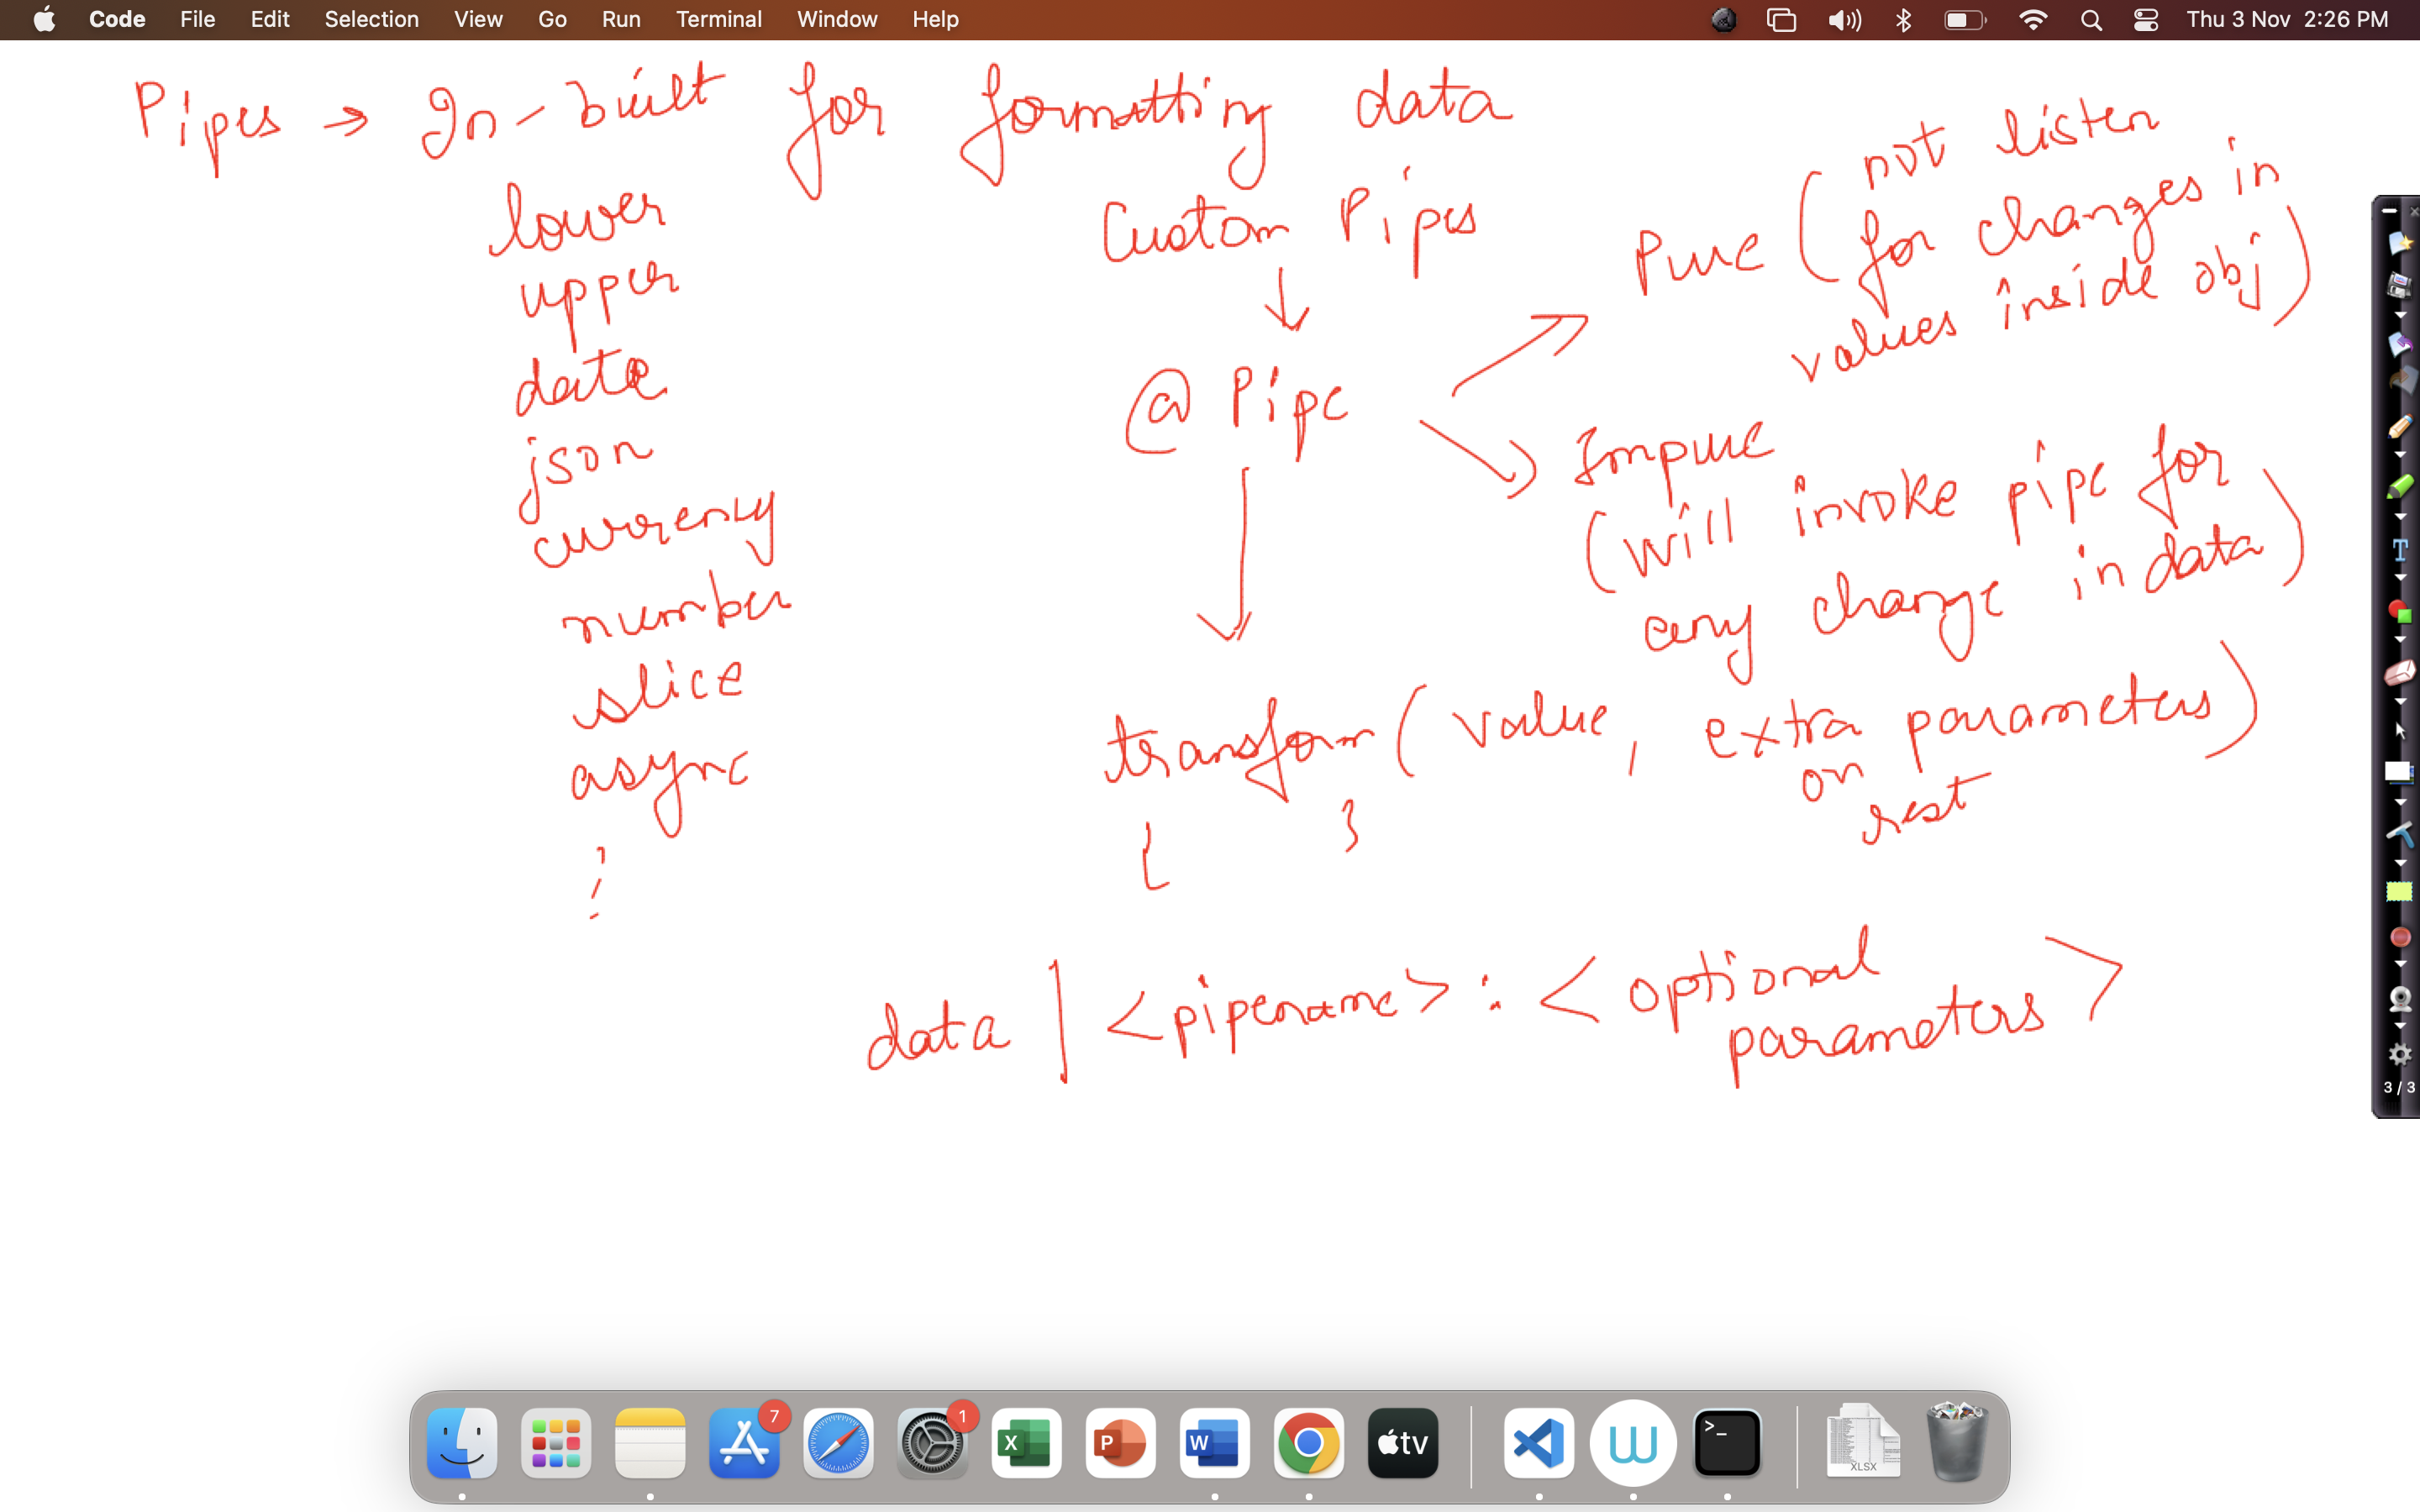 Code File Edit Selection View Go Run Terminal Window Help Thu 3 Nov 2:26 PM
Pipes → In-built for formatting data
lower
upper
date
json
currency
number
slice
async
Custom Pipes
@ Pipe
Pure (not listen
for changes in
values inside obj)
Impure
(will invoke pipe for
any change in data)
transform (value, extra parameters)
on
rest
{ }
data | <pipename> : < optional
parameters >
3 / 3
7
1
X
P
W
tv
>_
XLSX